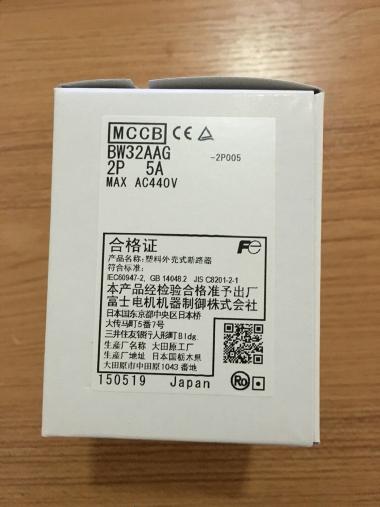 MCCB CE
BW32AAG -2P005
2P 5A
MAX AC440V
合格证 Fe
产品名称:塑料外壳式断路器
符合标准:
IEC60947-2, GB 14048.2 JIS C8201-2-1
本产品经检验合格准予出厂
富士电机机器制御株式会社
日本国东京都中央区日本桥
大传马町5番7号
三井住友银行人形町Bldg.
生产厂名称: 大田原工厂
生产厂地址: 日本国栃木県
大田原市中田原1043番地
150519 Japan
Ro